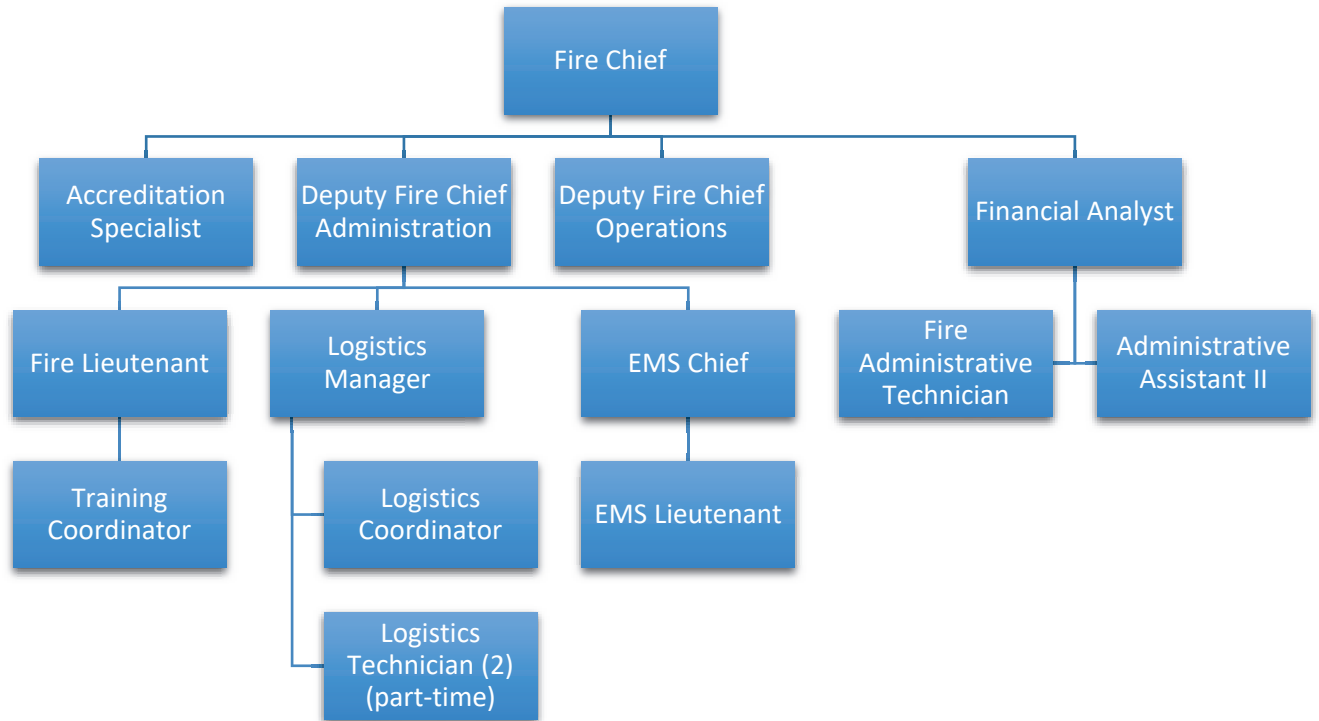 Fire Chief
Accreditation
Specialist
Deputy Fire Chief
Administration
Deputy Fire Chief
Operations
Financial Analyst
Fire Lieutenant
Logistics
Manager
EMS Chief
Fire
Administrative
Technician
Administrative
Assistant II
Training
Coordinator
Logistics
Coordinator
EMS Lieutenant
Logistics
Technician (2)
(part-time)